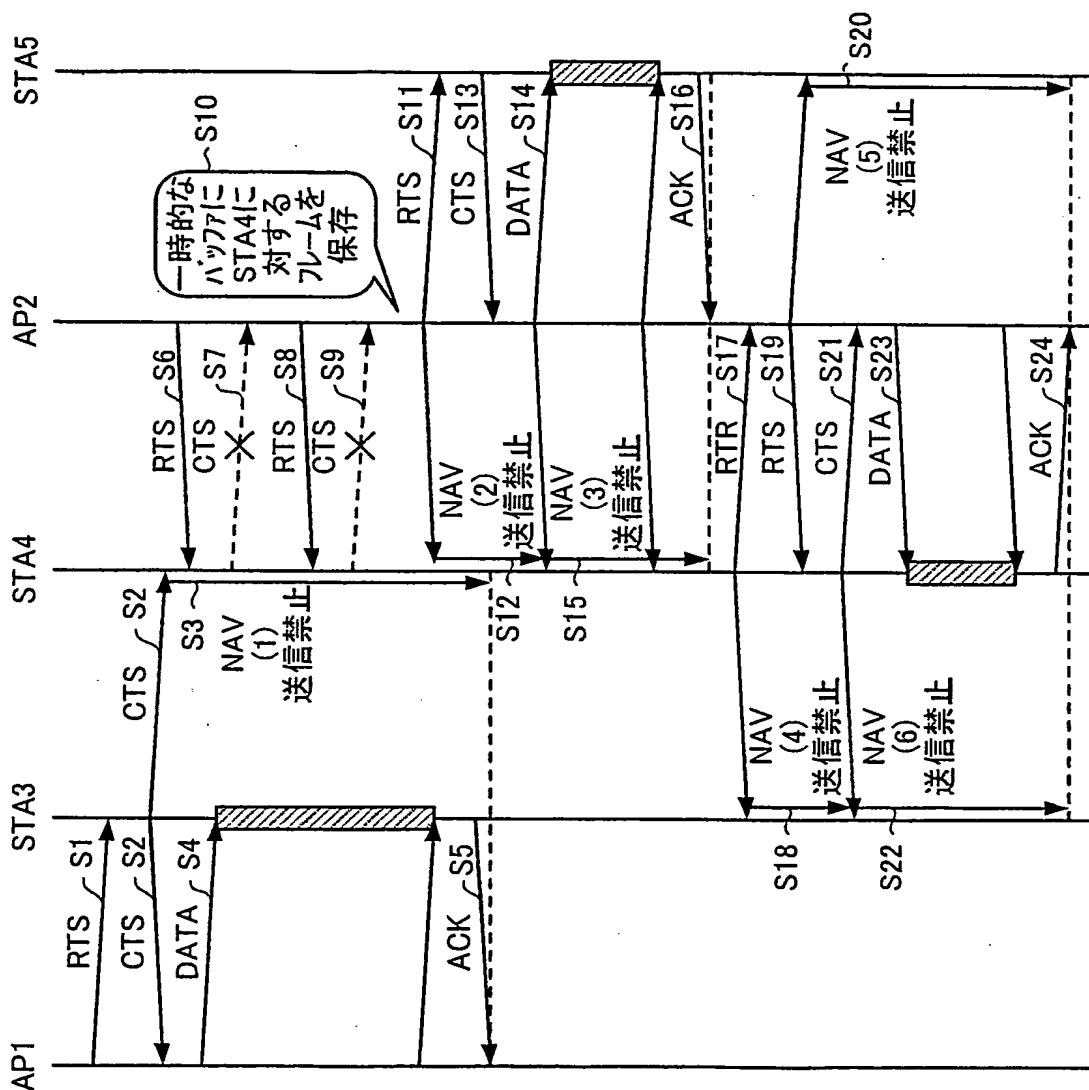 AP1
STA3
STA4
AP2
STA5
RTS S1
CTS S2
CTS S2
DATA S4
S3
NAV
(1)
送信禁止
ACK S5
RTS S6
CTS S7
RTS S8
CTS S9
一時的な
バッファに
STA4に
対する
フレームを
保存
S10
RTS S11
NAV
(2)
送信禁止
S12
CTS S13
DATA S14
NAV
(3)
送信禁止
S15
ACK S16
RTR S17
NAV
(4)
送信禁止
S18
RTS S19
NAV
(5)
送信禁止
S20
CTS S21
NAV
(6)
送信禁止
S22
DATA S23
ACK S24